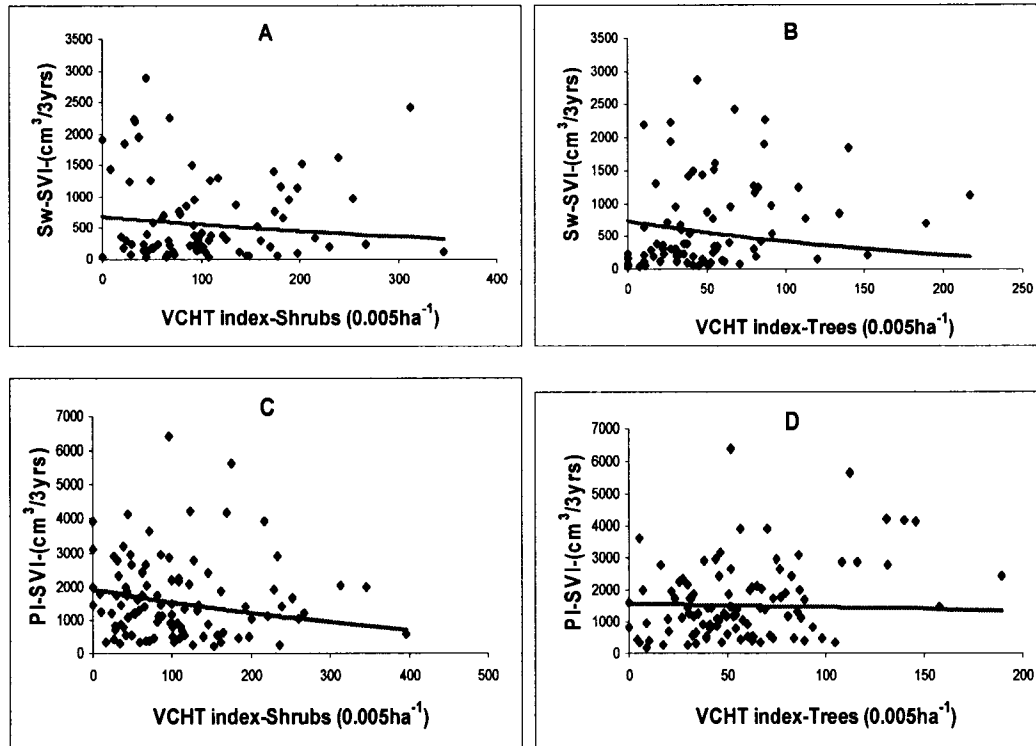 A
Sw-SVI-(cm³/3yrs)
3500
3000
2500
2000
1500
1000
500
0
0 100 200 300 400
VCHT index-Shrubs (0.005ha⁻¹)
B
Sw-SVI-(cm³/3yrs)
3500
3000
2500
2000
1500
1000
500
0
0 50 100 150 200 250
VCHT index-Trees (0.005ha⁻¹)
C
Pl-SVI-(cm³/3yrs)
7000
6000
5000
4000
3000
2000
1000
0
0 100 200 300 400 500
VCHT index-Shrubs (0.005ha⁻¹)
D
Pl-SVI-(cm³/3yrs)
7000
6000
5000
4000
3000
2000
1000
0
0 50 100 150 200
VCHT index-Trees (0.005ha⁻¹)